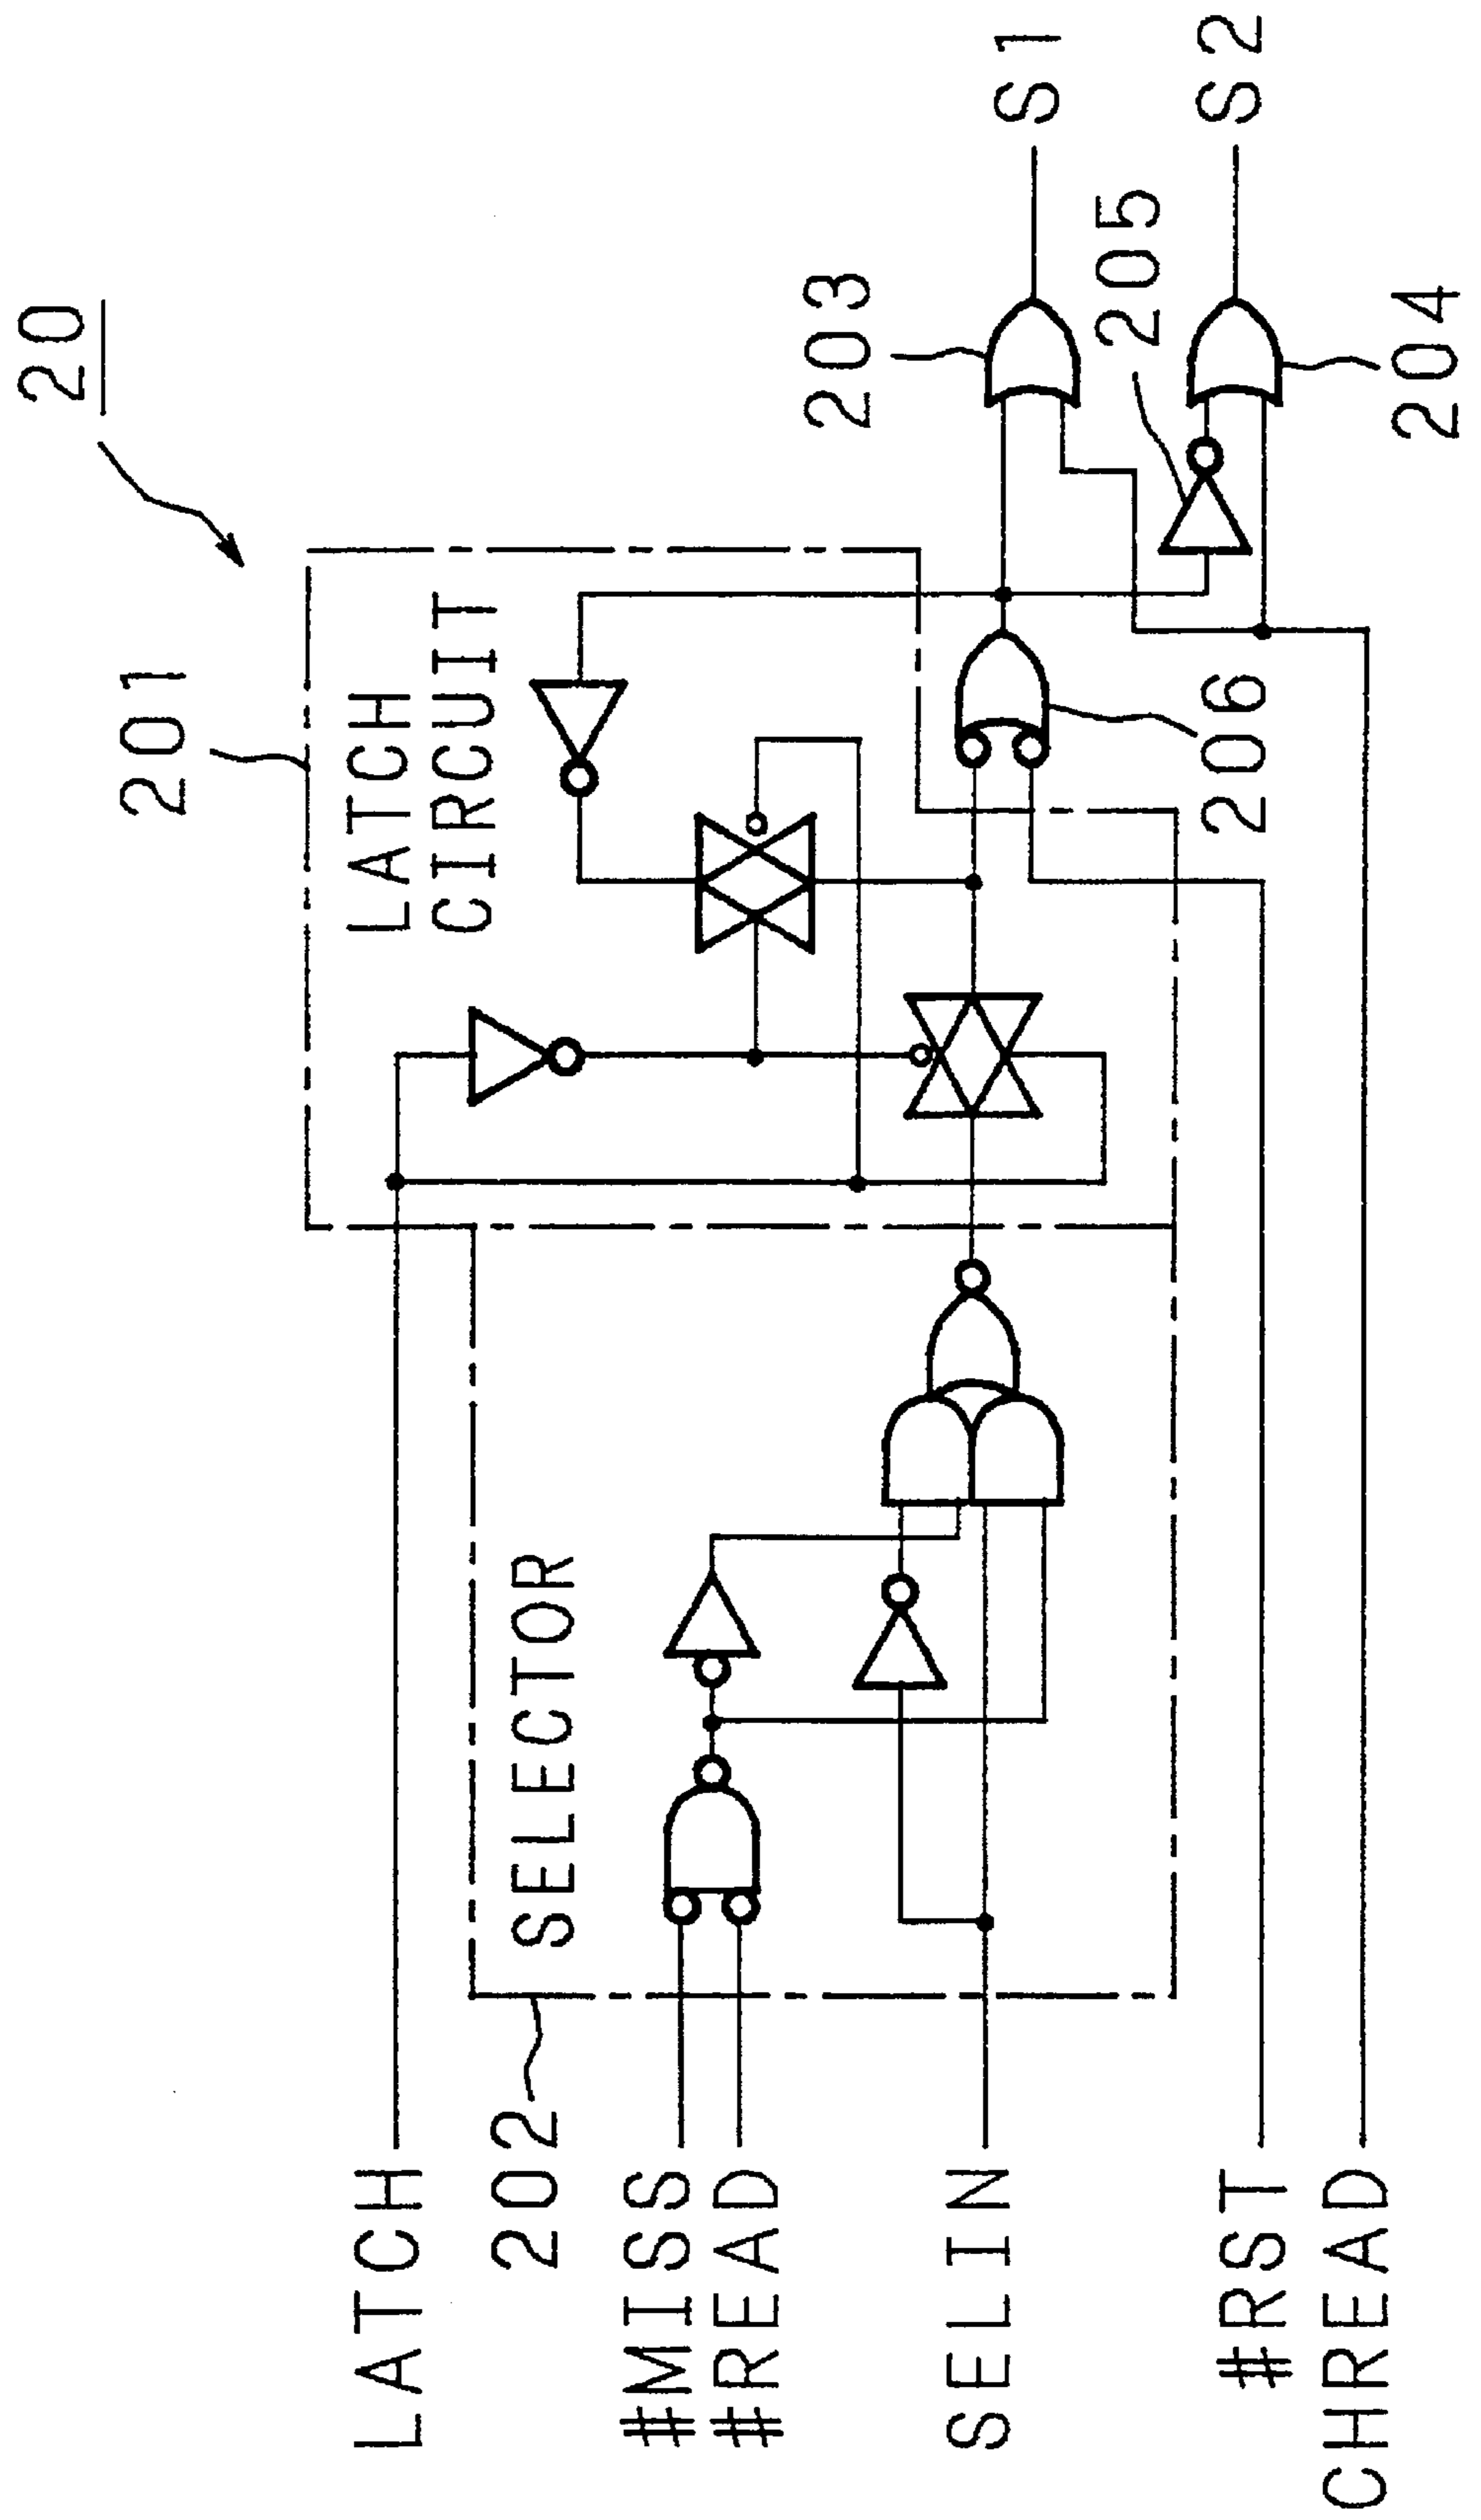 20
201
LATCH
CIRCUIT
LATCH
202
SELECTOR
#MISS
#READ
SELIN
#RST
CHREAD
203
S1
205
S2
206
204